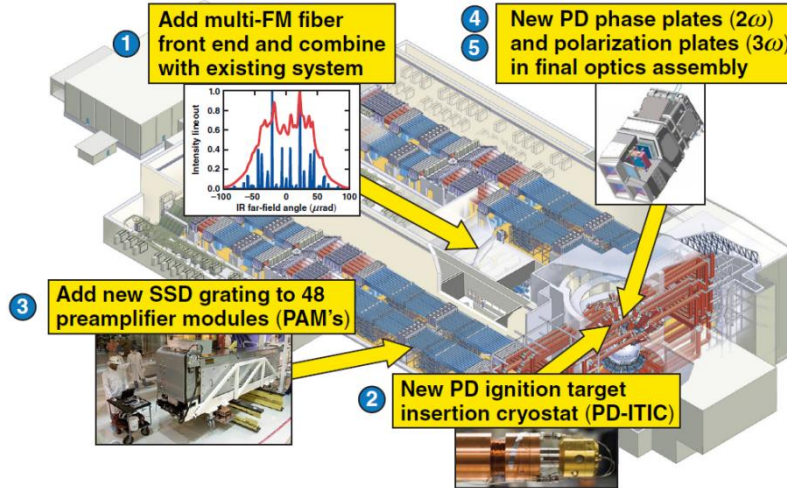 1
Add multi-FM fiber
front end and combine
with existing system
Intensity lineout
1.0
0.8
0.6
0.4
0.2
0.0
–100 –50 0 50 100
IR far-field angle (μrad)
4
5
New PD phase plates (2ω)
and polarization plates (3ω)
in final optics assembly
3
Add new SSD grating to 48
preamplifier modules (PAM’s)
2
New PD ignition target
insertion cryostat (PD-ITIC)